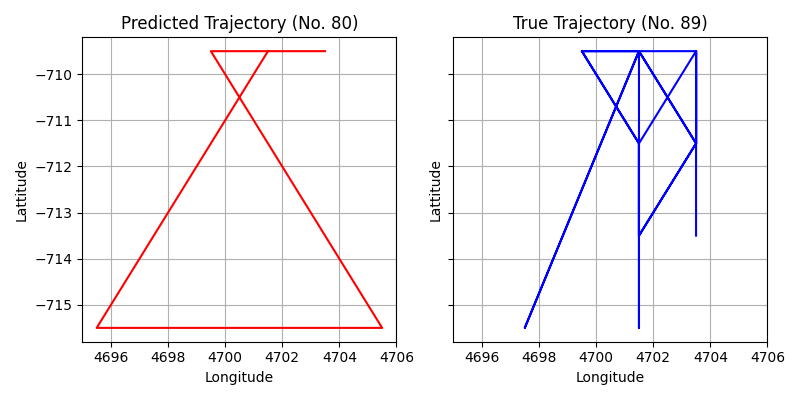 Predicted Trajectory (No. 80)
True Trajectory (No. 89)
Lattitude
−710
−711
−712
−713
−714
−715
4696 4698 4700 4702 4704 4706
Longitude
Lattitude
4696 4698 4700 4702 4704 4706
Longitude